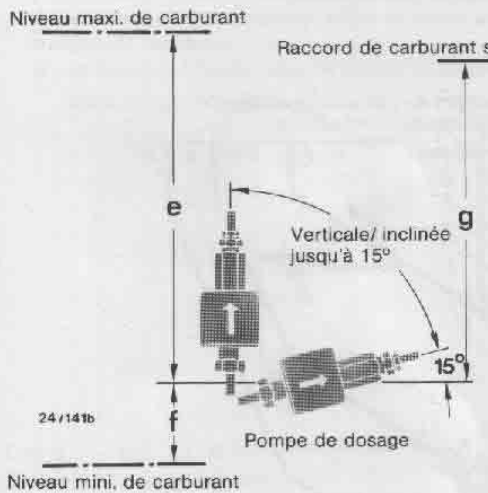 Niveau maxi. de carburant
Raccord de carburant s
e
g
Verticale/ inclinée
jusqu'à 15°
15°
24/141b
f
Pompe de dosage
Niveau mini. de carburant